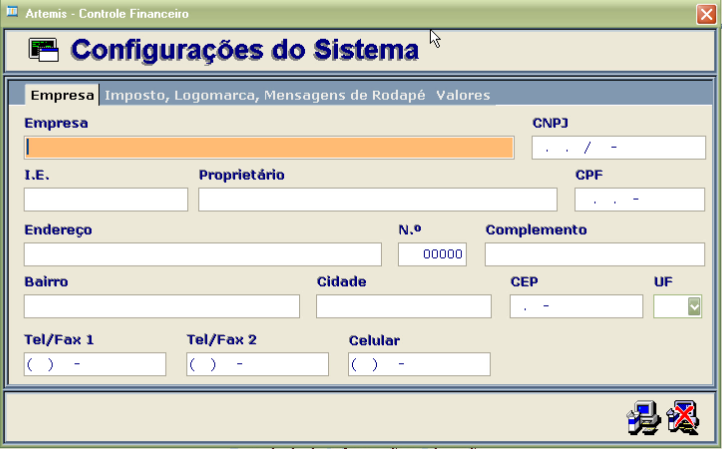 Artemis - Controle Financeiro
Configurações do Sistema
Empresa Imposto, Logomarca, Mensagens de Rodapé Valores
Empresa CNPJ
. . / -
I.E. Proprietário CPF
. . -
Endereço N.º Complemento
00000
Bairro Cidade CEP UF
. -
Tel/Fax 1 Tel/Fax 2 Celular
( ) - ( ) - ( ) -